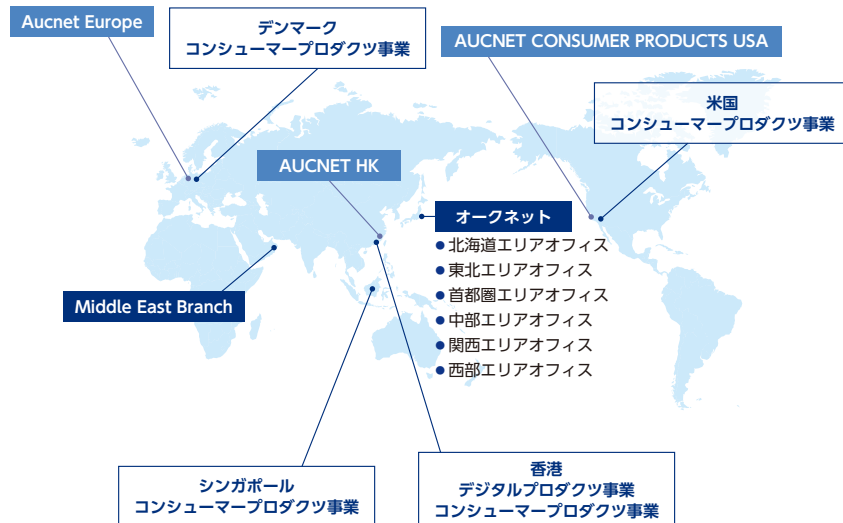 Aucnet Europe
デンマーク
コンシューマープロダクツ事業
AUCNET CONSUMER PRODUCTS USA
米国
コンシューマープロダクツ事業
AUCNET HK
オークネット
● 北海道エリアオフィス
● 東北エリアオフィス
● 首都圏エリアオフィス
● 中部エリアオフィス
● 関西エリアオフィス
● 西部エリアオフィス
Middle East Branch
シンガポール
コンシューマープロダクツ事業
香港
デジタルプロダクツ事業
コンシューマープロダクツ事業